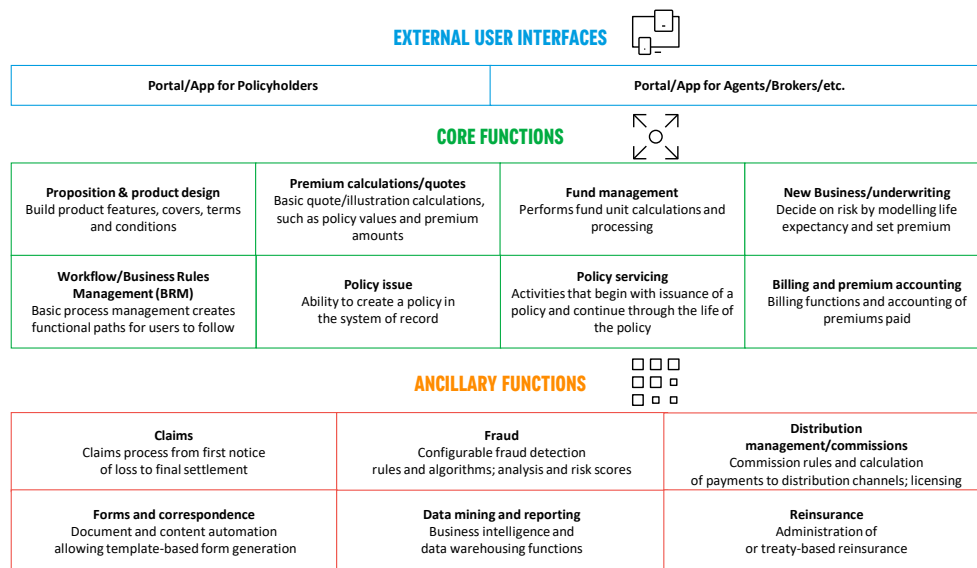 EXTERNAL USER INTERFACES
Portal/App for Policyholders
Portal/App for Agents/Brokers/etc.
CORE FUNCTIONS
Proposition & product design
Build product features, covers, terms
and conditions
Premium calculations/quotes
Basic quote/illustration calculations,
such as policy values and premium
amounts
Fund management
Performs fund unit calculations and
processing
New Business/underwriting
Decide on risk by modelling life
expectancy and set premium
Workflow/Business Rules
Management (BRM)
Basic process management creates
functional paths for users to follow
Policy issue
Ability to create a policy in
the system of record
Policy servicing
Activities that begin with issuance of a
policy and continue through the life of
the policy
Billing and premium accounting
Billing functions and accounting of
premiums paid
ANCILLARY FUNCTIONS
Claims
Claims process from first notice
of loss to final settlement
Fraud
Configurable fraud detection
rules and algorithms; analysis and risk scores
Distribution
management/commissions
Commission rules and calculation
of payments to distribution channels; licensing
Forms and correspondence
Document and content automation
allowing template-based form generation
Data mining and reporting
Business intelligence and
data warehousing functions
Reinsurance
Administration of
or treaty-based reinsurance